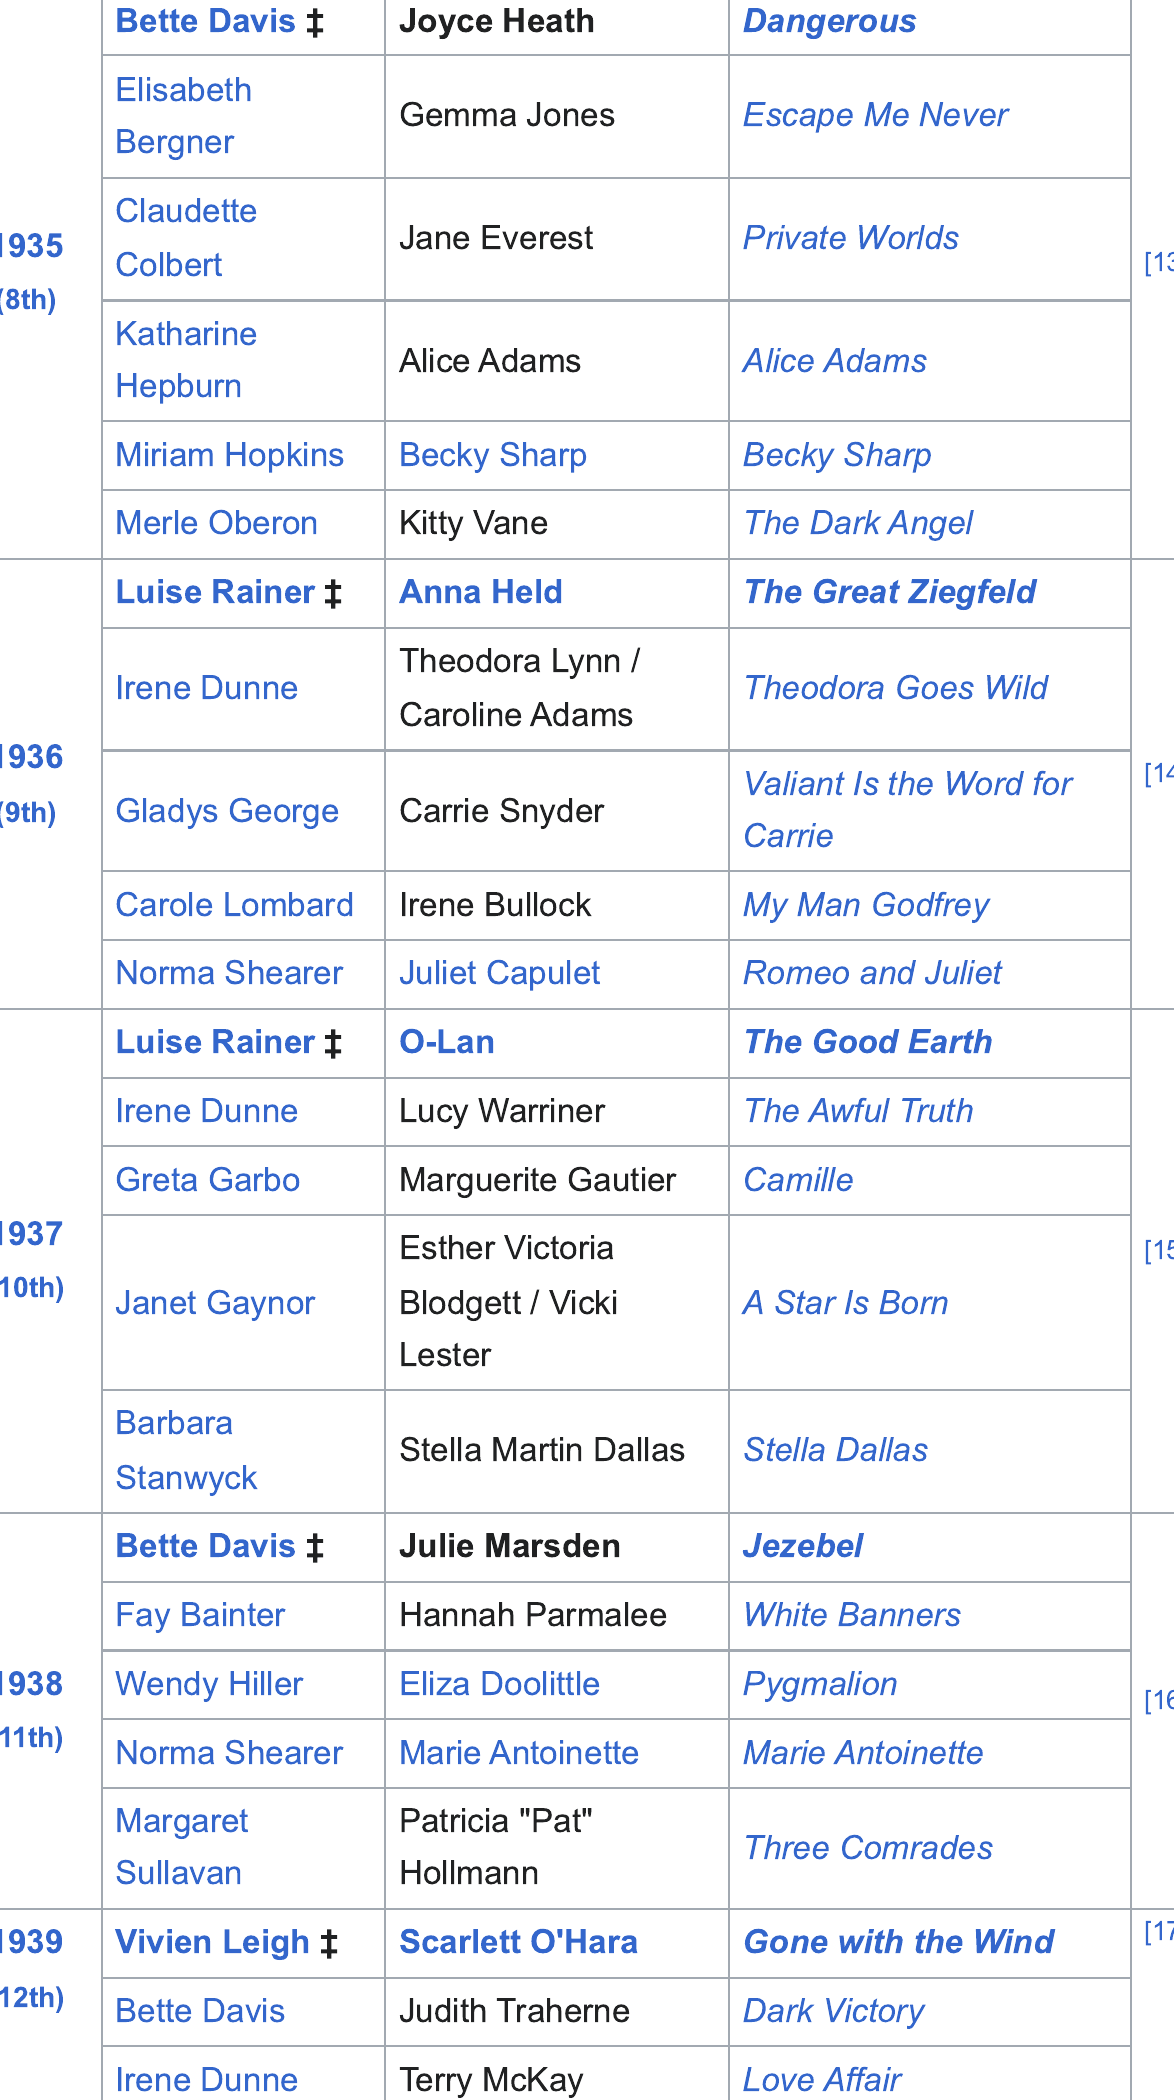 Bette Davis ‡ Joyce Heath Dangerous
Elisabeth
Bergner
Gemma Jones Escape Me Never
Claudette
Colbert
Jane Everest Private Worlds
1935
(8th)
[13
Katharine
Hepburn
Alice Adams Alice Adams
Miriam Hopkins Becky Sharp Becky Sharp
Merle Oberon Kitty Vane The Dark Angel
Luise Rainer ‡ Anna Held The Great Ziegfeld
Irene Dunne
Theodora Lynn /
Caroline Adams
Theodora Goes Wild
1936
(9th)
[14
Gladys George Carrie Snyder
Valiant Is the Word for
Carrie
Carole Lombard Irene Bullock My Man Godfrey
Norma Shearer Juliet Capulet Romeo and Juliet
Luise Rainer ‡ O-Lan The Good Earth
Irene Dunne Lucy Warriner The Awful Truth
Greta Garbo Marguerite Gautier Camille
1937
10th)
[15
Janet Gaynor
Esther Victoria
Blodgett / Vicki
Lester
A Star Is Born
Barbara
Stanwyck
Stella Martin Dallas Stella Dallas
Bette Davis ‡ Julie Marsden Jezebel
Fay Bainter Hannah Parmalee White Banners
1938
11th)
[16
Wendy Hiller Eliza Doolittle Pygmalion
Norma Shearer Marie Antoinette Marie Antoinette
Margaret
Sullavan
Patricia "Pat"
Hollmann
Three Comrades
1939
12th)
[17
Vivien Leigh ‡ Scarlett O'Hara Gone with the Wind
Bette Davis Judith Traherne Dark Victory
Irene Dunne Terry McKay Love Affair